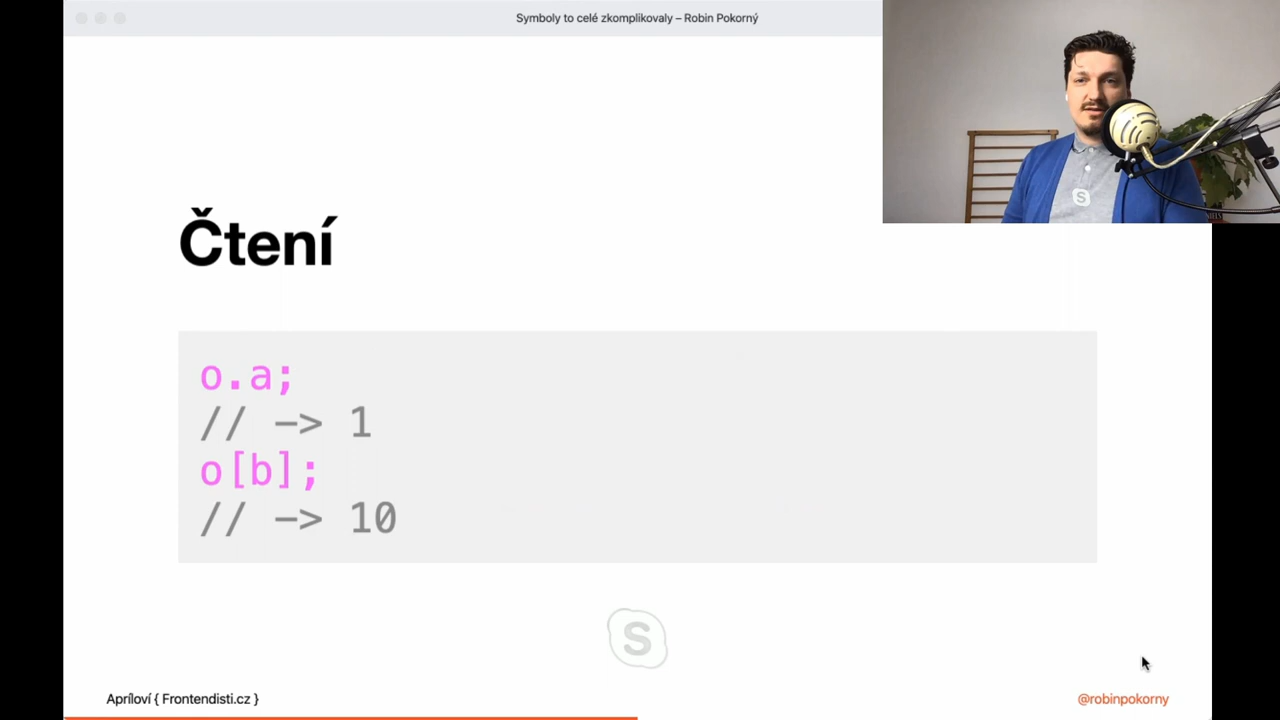 Symboly to celé zkomplikovaly – Robin Pokorný
Čtení
o.a;
// –> 1
o[b];
// –> 10
S
S
Apríloví { Frontendisti.cz }
@robinpokorny